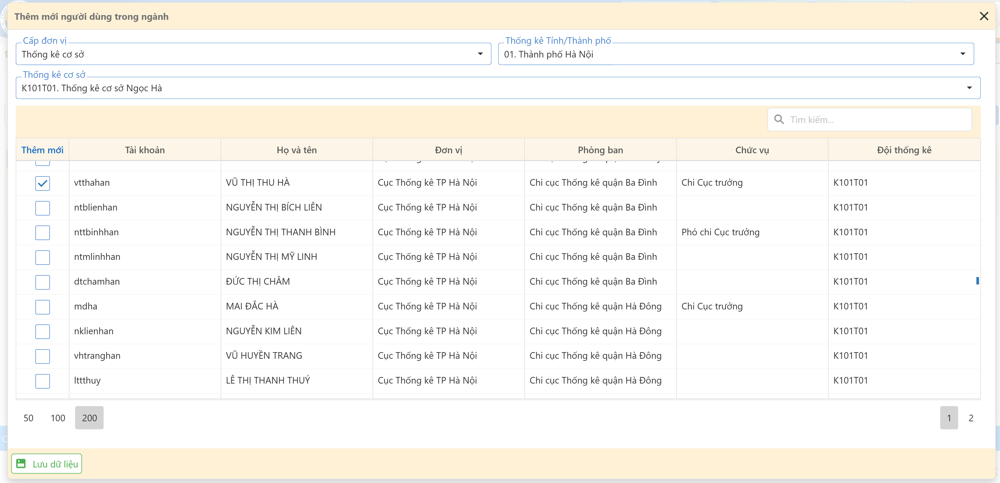 Thêm mới người dùng trong ngành
Cấp đơn vị
Thống kê cơ sở
Thống kê Tỉnh/Thành phố
01. Thành phố Hà Nội
Thống kê cơ sở
K101T01. Thống kê cơ sở Ngọc Hà
Tìm kiếm...
Thêm mới Tài khoản Họ và tên Đơn vị Phòng ban Chức vụ Đội thống kê
vtthahan VŨ THỊ THU HÀ Cục Thống kê TP Hà Nội Chi cục Thống kê quận Ba Đình Chi Cục trưởng K101T01
ntblienhan NGUYỄN THỊ BÍCH LIÊN Cục Thống kê TP Hà Nội Chi cục Thống kê quận Ba Đình K101T01
nttbinhhan NGUYỄN THỊ THANH BÌNH Cục Thống kê TP Hà Nội Chi cục Thống kê quận Ba Đình Phó chi Cục trưởng K101T01
ntmlinhhan NGUYỄN THỊ MỸ LINH Cục Thống kê TP Hà Nội Chi cục Thống kê quận Ba Đình K101T01
dtchamhan ĐỨC THỊ CHÂM Cục Thống kê TP Hà Nội Chi cục Thống kê quận Ba Đình K101T01
mdha MAI ĐẮC HÀ Cục Thống kê TP Hà Nội Chi cục Thống kê quận Hà Đông Chi Cục trưởng K101T01
nklienhan NGUYỄN KIM LIÊN Cục Thống kê TP Hà Nội Chi cục Thống kê quận Hà Đông K101T01
vhtranghan VŨ HUYỀN TRANG Cục Thống kê TP Hà Nội Chi cục Thống kê quận Hà Đông K101T01
lttthuy LÊ THỊ THANH THUÝ Cục Thống kê TP Hà Nội Chi cục Thống kê quận Hà Đông K101T01
50 100 200 1 2
Lưu dữ liệu